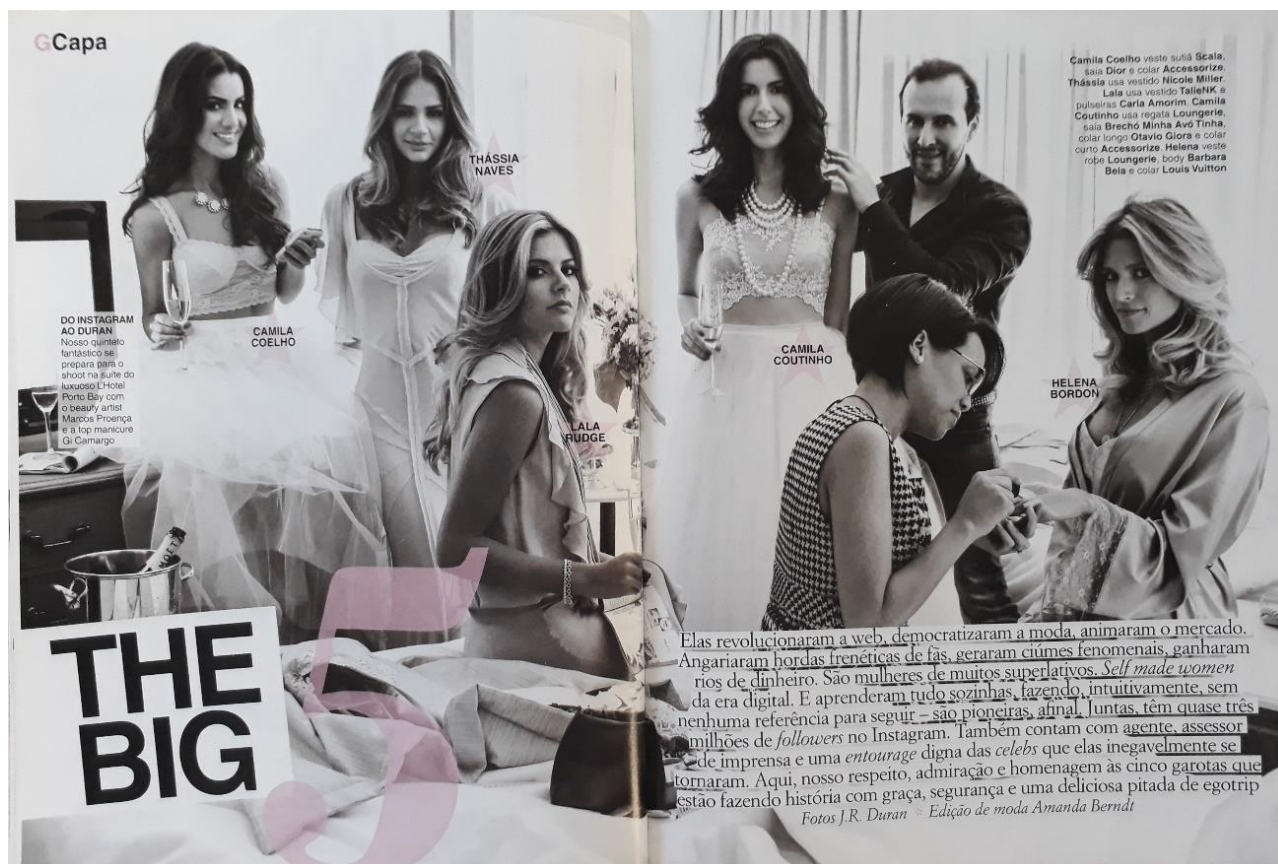 GCapa
THÁSSIA
NAVES
DO INSTAGRAM
AO DURAN
Nosso quinteto
fantástico se
prepara para o
shoot na suíte do
luxuoso L'Hotel
Porto Bay com
o beauty artist
Marcos Proença
e a top manicure
Gi Camargo
CAMILA
COELHO
LALA
RUDGE
MOËT
THE
BIG
5
Camila Coelho veste sutiã Scala,
saia Dior e colar Accessorize.
Thássia usa vestido Nicole Miller.
Lala usa vestido TalieNK e
pulseiras Carla Amorim. Camila
Coutinho usa regata Loungerie,
saia Brechó Minha Avó Tinha,
colar longo Otavio Giora e colar
curto Accessorize. Helena veste
robe Loungerie, body Barbara
Bela e colar Louis Vuitton
CAMILA
COUTINHO
HELENA
BORDON
Elas revolucionaram a web, democratizaram a moda, animaram o mercado.
Angariaram hordas frenéticas de fãs, geraram ciúmes fenomenais, ganharam
rios de dinheiro. São mulheres de muitos superlativos. Self made women
da era digital. E aprenderam tudo sozinhas, fazendo, intuitivamente, sem
nenhuma referência para seguir – são pioneiras, afinal. Juntas, têm quase três
milhões de followers no Instagram. Também contam com agente, assessor
de imprensa e uma entourage digna das celebs que elas inegavelmente se
tornaram. Aqui, nosso respeito, admiração e homenagem às cinco garotas que
estão fazendo história com graça, segurança e uma deliciosa pitada de egotrip
Fotos J.R. Duran Edição de moda Amanda Berndt